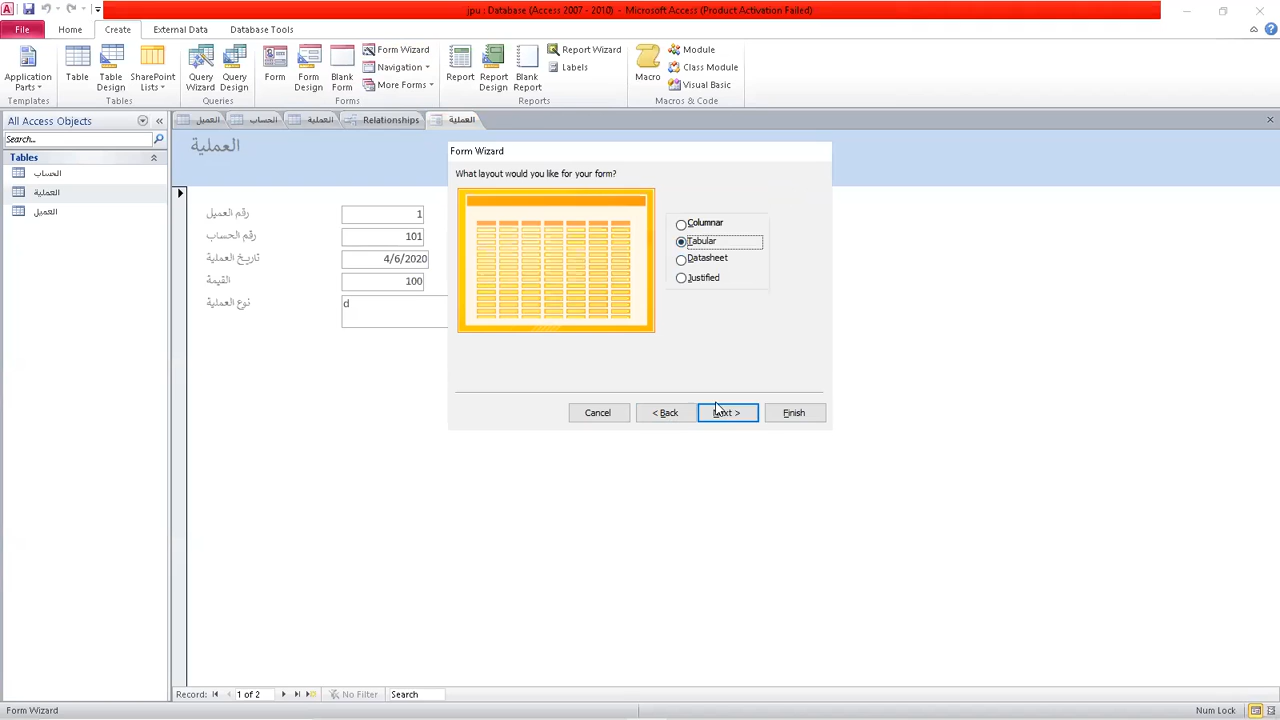 jpu : Database (Access 2007 - 2010) - Microsoft Access (Product Activation Failed)
File Home Create External Data Database Tools
Application Parts
Templates
Table
Table Design
SharePoint Lists
Tables
Query Wizard
Query Design
Queries
Form
Form Design
Blank Form
Form Wizard
Navigation
More Forms
Forms
Report
Report Design
Blank Report
Report Wizard
Labels
Reports
Macro
Module
Class Module
Visual Basic
Macros & Code
All Access Objects
Search...
Tables
الحساب
العملية
العميل
العميل الحساب العملية Relationships العملية
العملية
رقم العميل 1
رقم الحساب 101
تاريخ العملية 4/6/2020
القيمة 100
نوع العملية d
Form Wizard
What layout would you like for your form?
Columnar
Tabular
Datasheet
Justified
Cancel < Back Next > Finish
Record: 1 of 2 No Filter Search
Form Wizard Num Lock